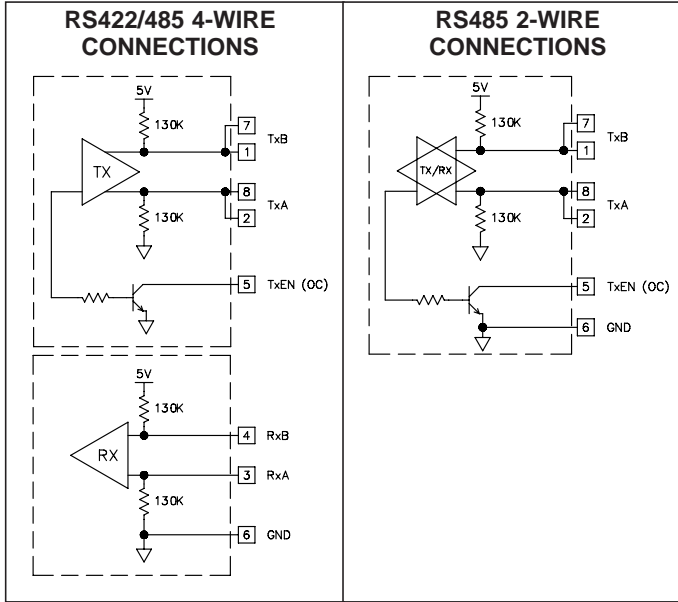 RS422/485 4-WIRE
CONNECTIONS
5V
130K
7
TxB
1
TX
8
TxA
2
130K
5 TxEN (OC)
5V
130K
4 RxB
RX
3 RxA
130K
6 GND
RS485 2-WIRE
CONNECTIONS
5V
130K
7
TxB
1
TX/RX
8
TxA
2
130K
5 TxEN (OC)
6 GND